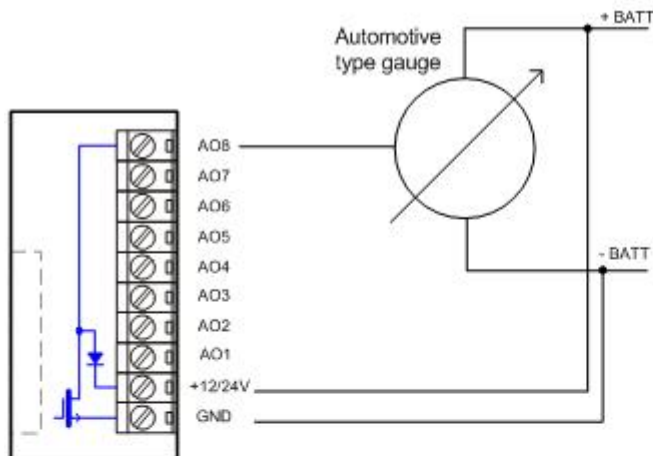 + BATT
Automotive
type gauge
AO8
AO7
AO6
AO5
AO4
AO3
AO2
AO1
+12/24V
GND
- BATT